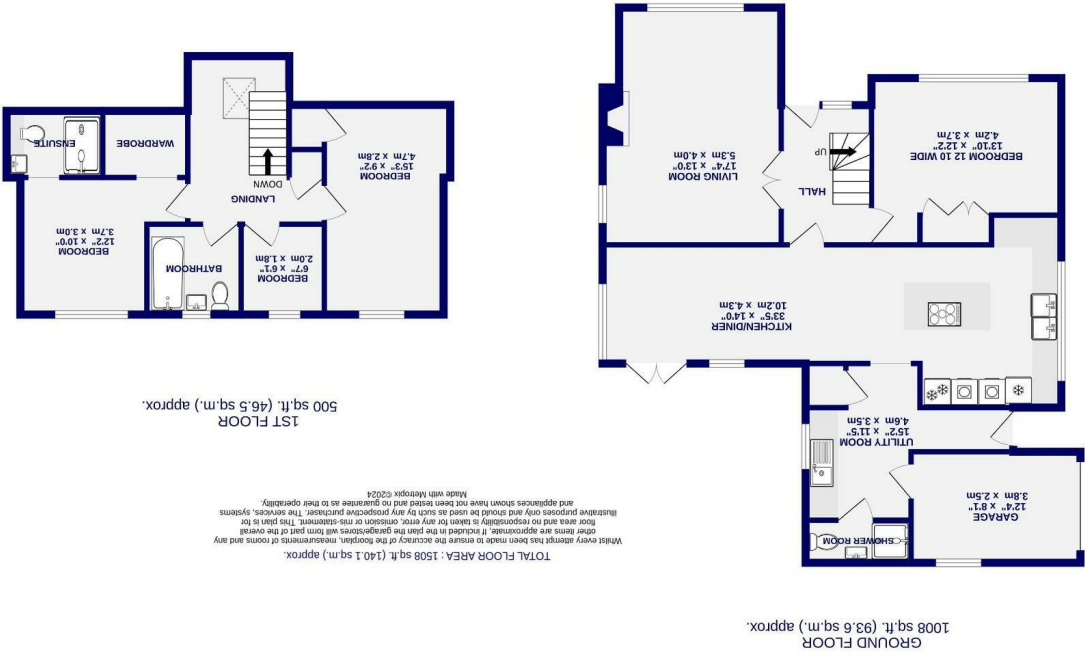 GROUND FLOOR
1008 sq.ft. (93.6 sq.m.) approx.
GARAGE
12'4" x 8'1"
3.8m x 2.5m
SHOWER ROOM
UTILITY ROOM
15'2" x 11'5"
4.6m x 3.5m
KITCHEN/DINER
33'5" x 14'0"
10.2m x 4.3m
BEDROOM 12 10 WIDE
13'10" x 12'2"
4.2m x 3.7m
HALL
UP
LIVING ROOM
17'4" x 13'0"
5.3m x 4.0m
1ST FLOOR
500 sq.ft. (46.5 sq.m.) approx.
BEDROOM
6'7" x 6'1"
2.0m x 1.8m
BATHROOM
BEDROOM
12'2" x 10'0"
3.7m x 3.0m
LANDING
DOWN
BEDROOM
15'3" x 9'2"
4.7m x 2.8m
WARDROBE
ENSUITE
TOTAL FLOOR AREA : 1508 sq.ft. (140.1 sq.m.) approx.
Whilst every attempt has been made to ensure the accuracy of the floorplan, measurements of rooms and any
other items are approximate, If included in the plan the garage/stores will form part of the overall
floor area and no responsibility is taken for any error, omission or mis-statement. This plan is for
illustrative purposes only and should be used as such by any prospective purchaser. The services, systems
and appliances shown have not been tested and no guarantee as to their operability.
Made with Metropix ©2024